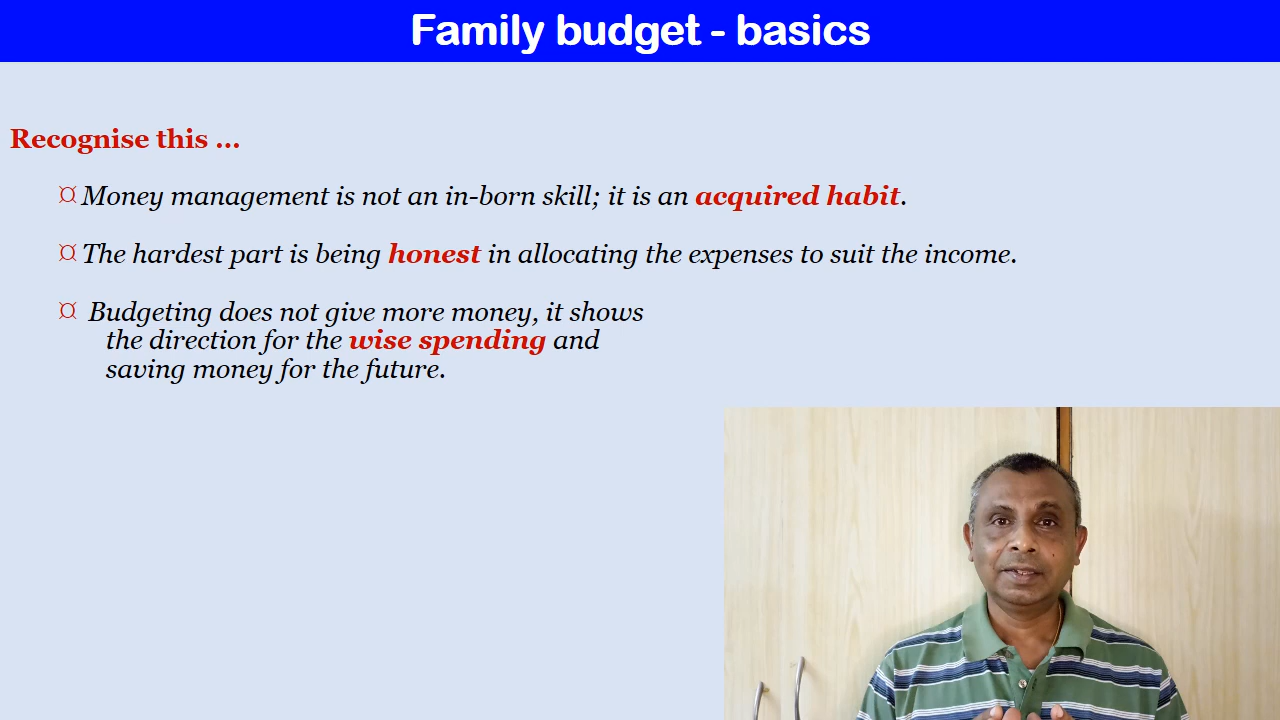 Family budget - basics
Recognise this ...
¤ Money management is not an in-born skill; it is an acquired habit.
¤ The hardest part is being honest in allocating the expenses to suit the income.
¤ Budgeting does not give more money, it shows
the direction for the wise spending and
saving money for the future.